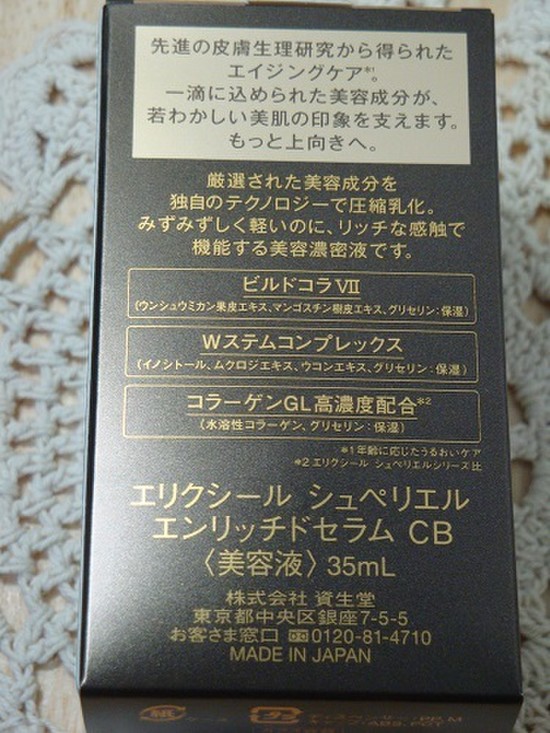 先進の皮膚生理研究から得られた
エイジングケア*1。
一滴に込められた美容成分が、
若わかしい美肌の印象を支えます。
もっと上向きへ。
厳選された美容成分を
独自のテクノロジーで圧縮乳化。
みずみずしく軽いのに、リッチな感触で
機能する美容濃密液です。
ビルドコラⅦ
(ウンシュウミカン果皮エキス、マンゴスチン樹皮エキス、グリセリン:保湿)
Wステムコンプレックス
(イノシトール、ムクロジエキス、ウコンエキス、グリセリン:保湿)
コラーゲンGL高濃度配合*2
(水溶性コラーゲン、グリセリン:保湿)
*1 年齢に応じたうるおいケア
*2 エリクシール シュペリエルシリーズ比
エリクシール シュペリエル
エンリッチドセラム CB
〈美容液〉35mL
株式会社 資生堂
東京都中央区銀座7-5-5
お客さま窓口 0120-81-4710
MADE IN JAPAN
紙 ケース プラ